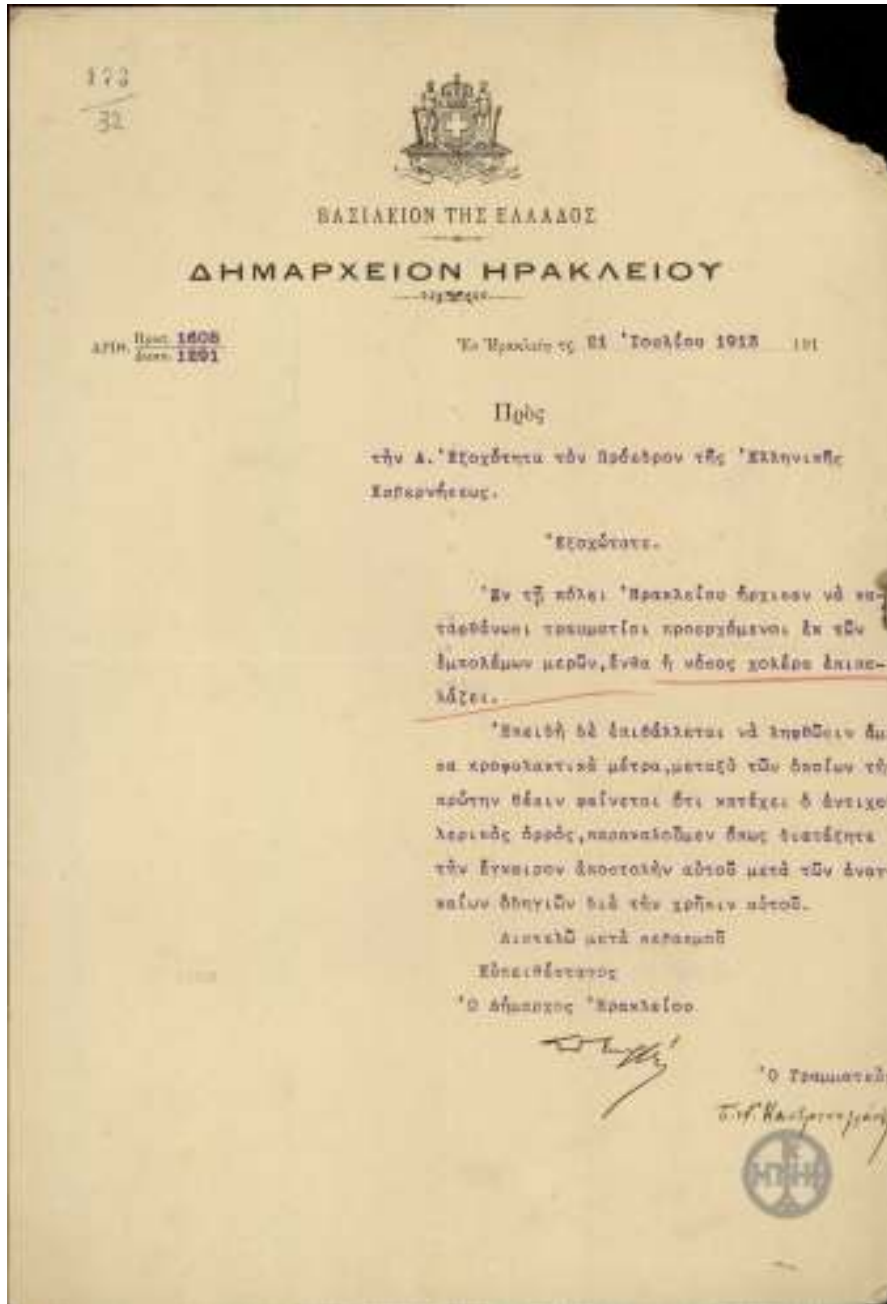 173
32
ΒΑΣΙΛΕΙΟΝ ΤΗΣ ΕΛΛΑΔΟΣ
ΔΗΜΑΡΧΕΙΟΝ ΗΡΑΚΛΕΙΟΥ
ΑΡΙΘ. Πρωτ. 1608
Διεκπ. 1291
Ἐν Ἡρακλείῳ τῇ 21 Ἰουλίου 1913 191
Πρὸς
τὴν Α. Ἐξοχότητα τὸν Πρόεδρον τῆς Ἑλληνικῆς
Κυβερνήσεως.
Ἐξοχώτατε.
Ἐν τῇ πόλει Ἡρακλείου ἤρχισαν νὰ κα-
ταφθάνωσι τραυματίαι προερχόμενοι ἐκ τῶν
ἐμπολέμων μερῶν, ἔνθα ἡ νόσος χολέρα ἐπιπο-
λάζει.
Ἐπειδὴ δὲ ἐπιβάλλεται νὰ ληφθῶσιν ἄμ
σα προφυλακτικὰ μέτρα, μεταξὺ τῶν ὁποίων τὴ
πρώτην θέσιν φαίνεται ὅτι κατέχει ὁ ἀντιχο
λερικὸς ὀρρός, παρακαλοῦμεν ὅπως διατάξητε
τὴν ἔγκαιρον ἀποστολὴν αὐτοῦ μετὰ τῶν ἀναγ
καίων ὁδηγιῶν διὰ τὴν χρῆσιν αὐτοῦ.
Διατελῶ μετὰ σεβασμοῦ
Εὐπειθέστατος
Ὁ Δήμαρχος Ἡρακλείου
Ὁ Γραμματεὺ